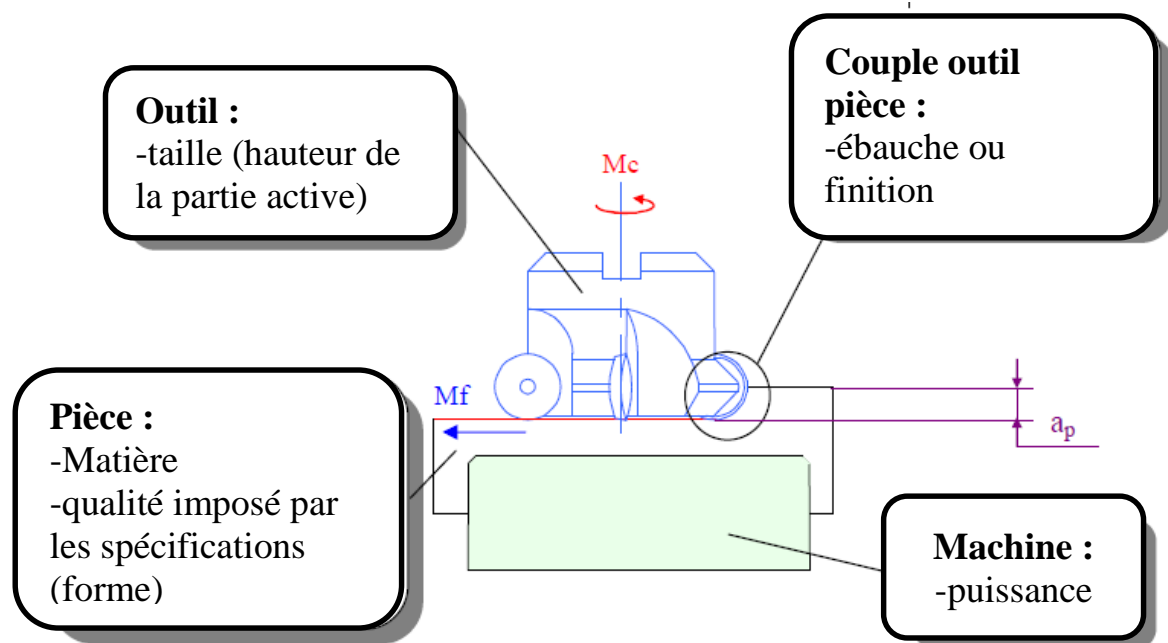 Outil :
-taille (hauteur de
la partie active)
Couple outil
pièce :
-ébauche ou
finition
Mc
Mf
Pièce :
-Matière
-qualité imposé par
les spécifications
(forme)
ap
Machine :
-puissance